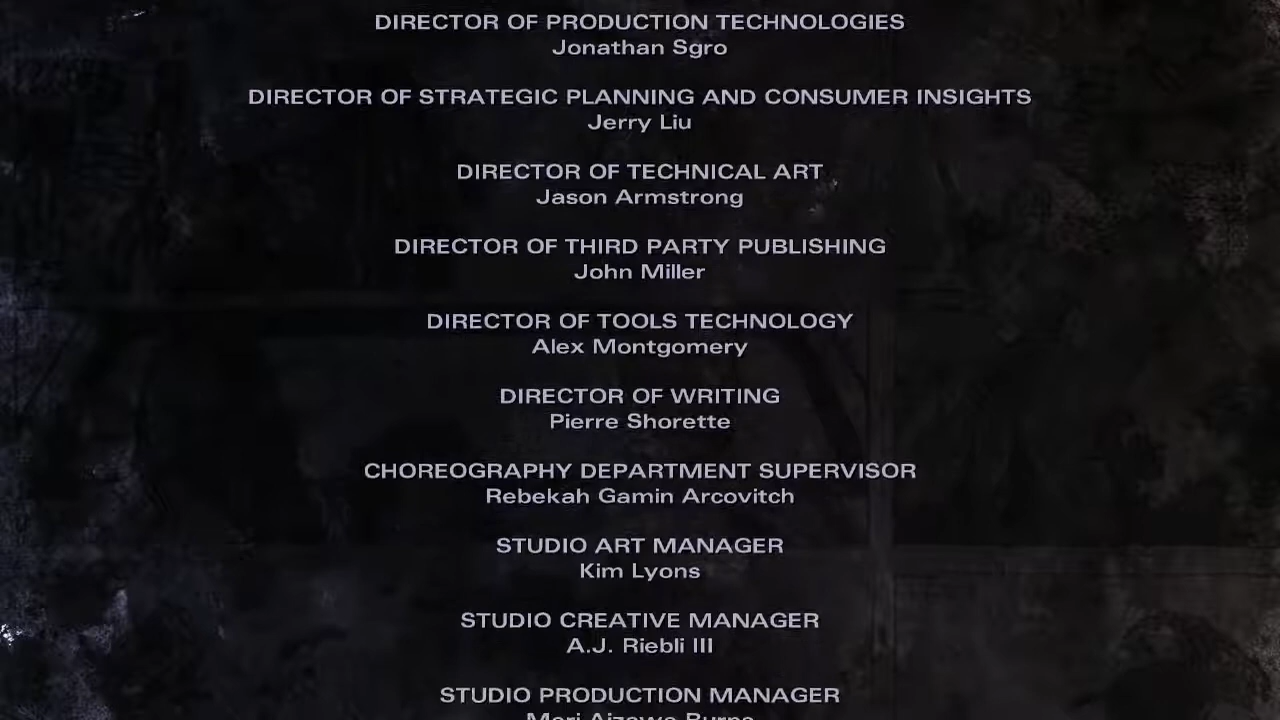 DIRECTOR OF PRODUCTION TECHNOLOGIES
Jonathan Sgro
DIRECTOR OF STRATEGIC PLANNING AND CONSUMER INSIGHTS
Jerry Liu
DIRECTOR OF TECHNICAL ART
Jason Armstrong
DIRECTOR OF THIRD PARTY PUBLISHING
John Miller
DIRECTOR OF TOOLS TECHNOLOGY
Alex Montgomery
DIRECTOR OF WRITING
Pierre Shorette
CHOREOGRAPHY DEPARTMENT SUPERVISOR
Rebekah Gamin Arcovitch
STUDIO ART MANAGER
Kim Lyons
STUDIO CREATIVE MANAGER
A.J. Riebli III
STUDIO PRODUCTION MANAGER